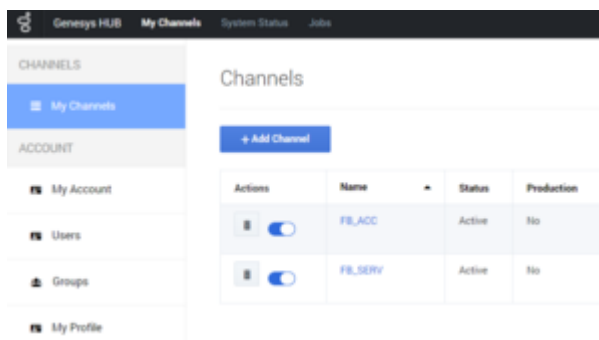 Genesys HUB My Channels System Status Jobs
CHANNELS
My Channels
ACCOUNT
My Account
Users
Groups
My Profile
Channels
+ Add Channel
Actions Name Status Production
FB_ACC Active No
FB_SERV Active No